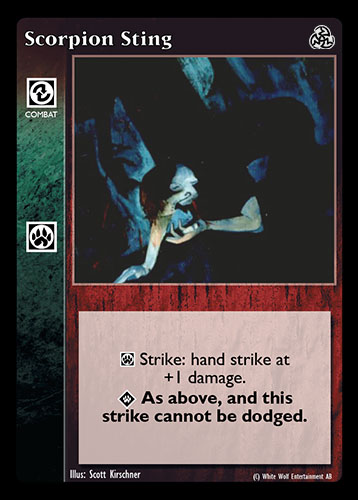 Scorpion Sting
COMBAT
Strike: hand strike at
+1 damage.
As above, and this
strike cannot be dodged.
Illus: Scott Kirschner
(C) White Wolf Entertainment AB